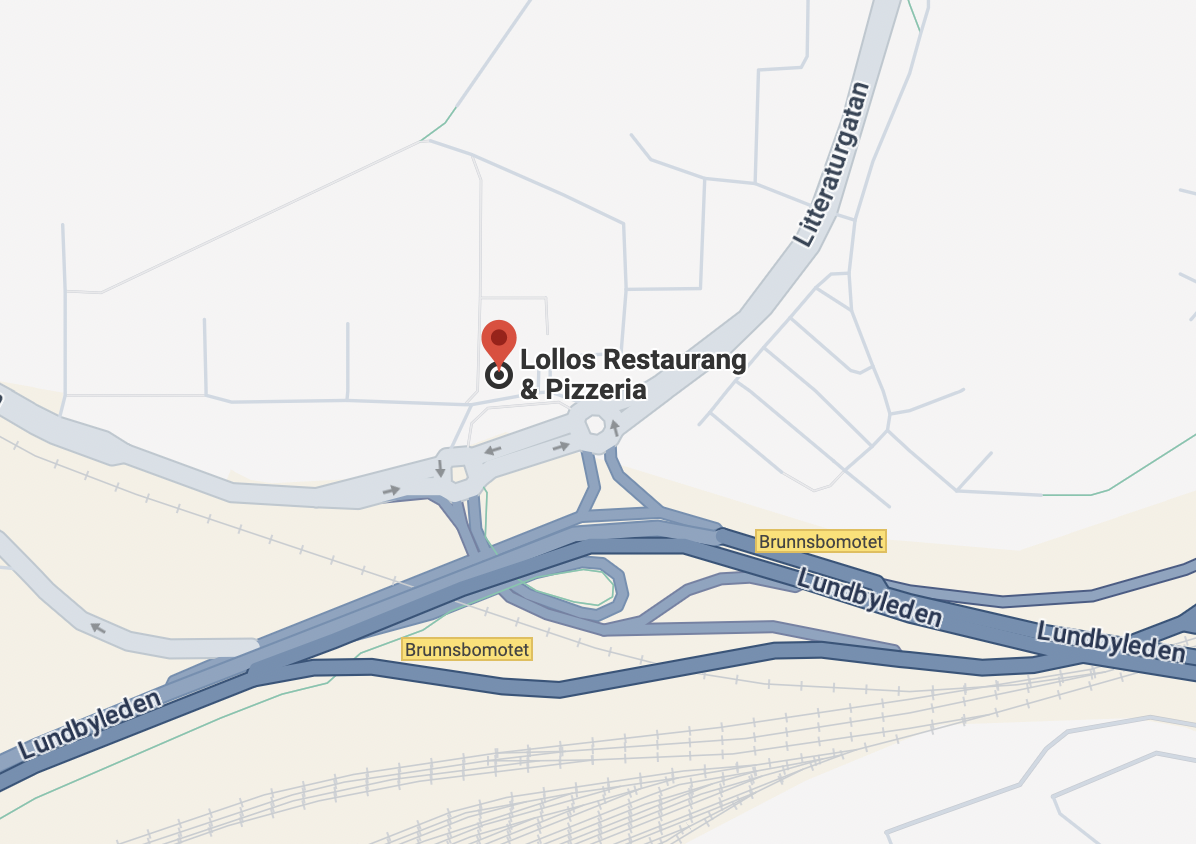 Litteraturgatan
Lollos Restaurang
& Pizzeria
Brunnsbomotet
Lundbyleden
Lundbyleden
Brunnsbomotet
Lundbyleden